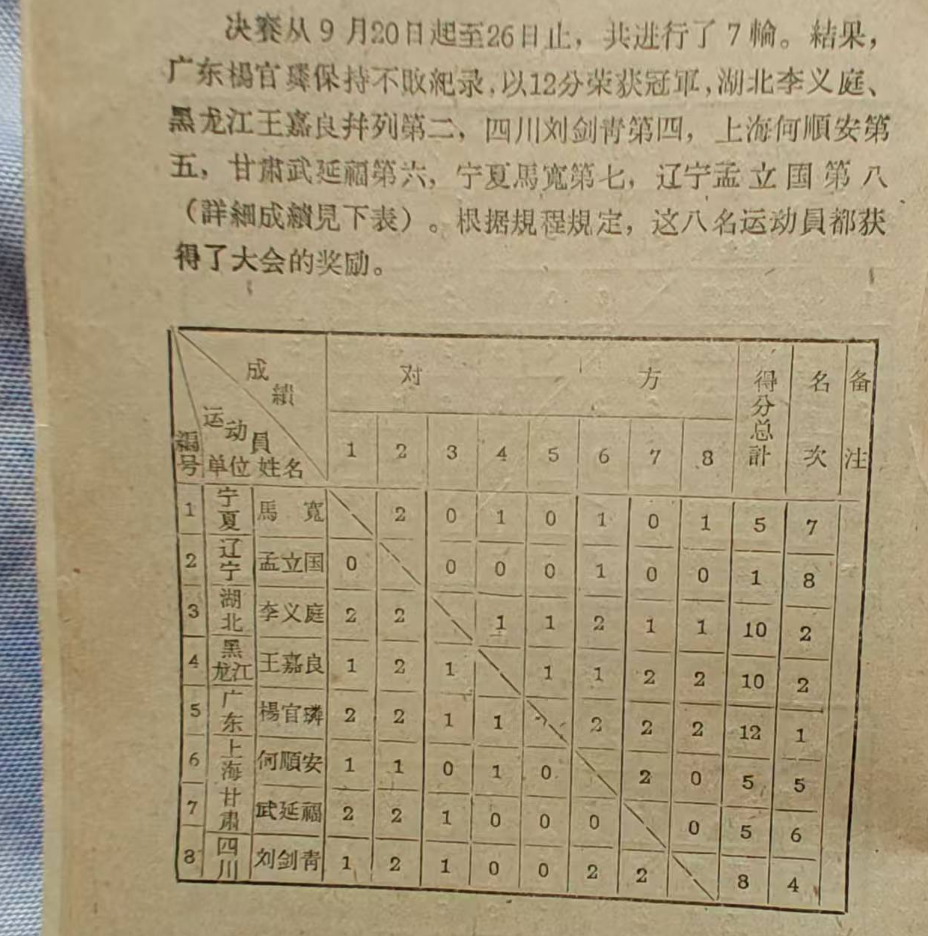 决赛从9月20日起至26日止，共进行了7輪。結果，
广东楊官璘保持不敗紀录，以12分荣获冠軍，湖北李义庭、
黑龙江王嘉良幷列第二，四川刘剑青第四，上海何順安第
五，甘肃武延福第六，宁夏馬寬第七，辽宁孟立国第八
（詳細成績見下表）。根据規程規定，这八名运动員都获
得了大会的奖励。
編号 运动員 单位 姓名 成績 对方 得分总計 名次 备注
1 2 3 4 5 6 7 8
1 宁夏 馬寬 2 0 1 0 1 0 1 5 7
2 辽宁 孟立国 0 0 0 0 1 0 0 1 8
3 湖北 李义庭 2 2 1 1 2 1 1 10 2
4 黑龙江 王嘉良 1 2 1 1 1 2 2 10 2
5 广东 楊官璘 2 2 1 1 2 2 2 12 1
6 上海 何順安 1 1 0 1 0 2 0 5 5
7 甘肃 武延福 2 2 1 0 0 0 0 5 6
8 四川 刘剑青 1 2 1 0 0 2 2 8 4